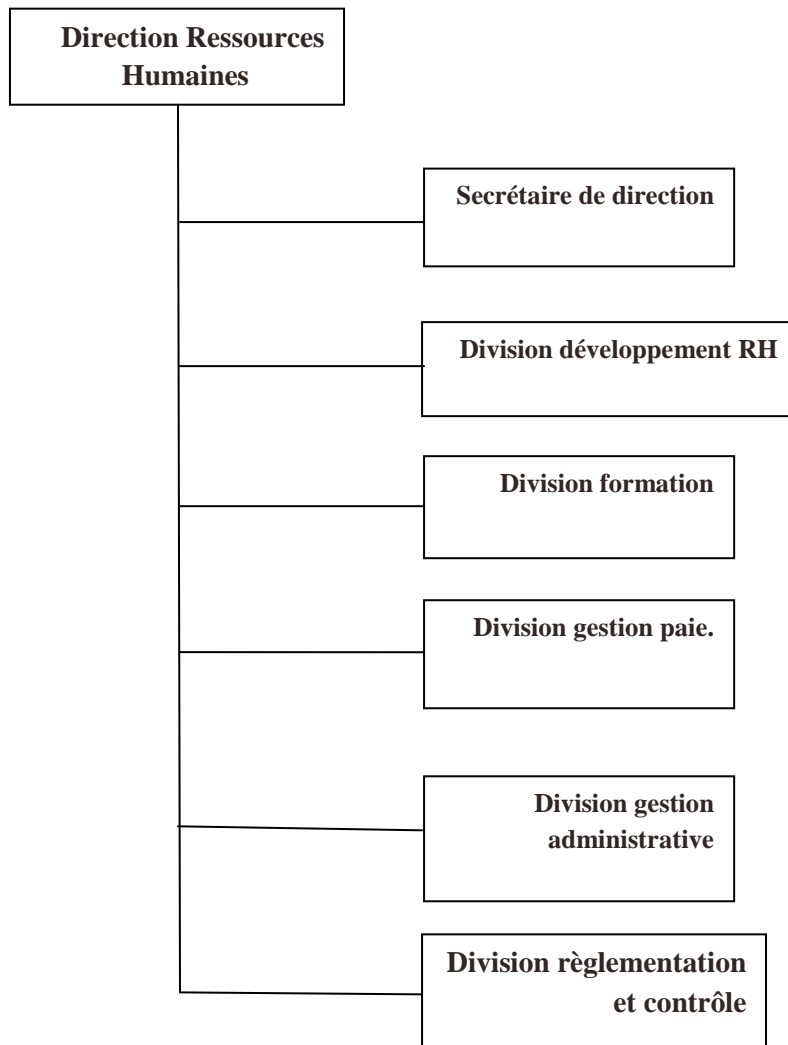 Direction Ressources
Humaines
Secrétaire de direction
Division développement RH
Division formation
Division gestion paie.
Division gestion
administrative
Division règlementation
et contrôle